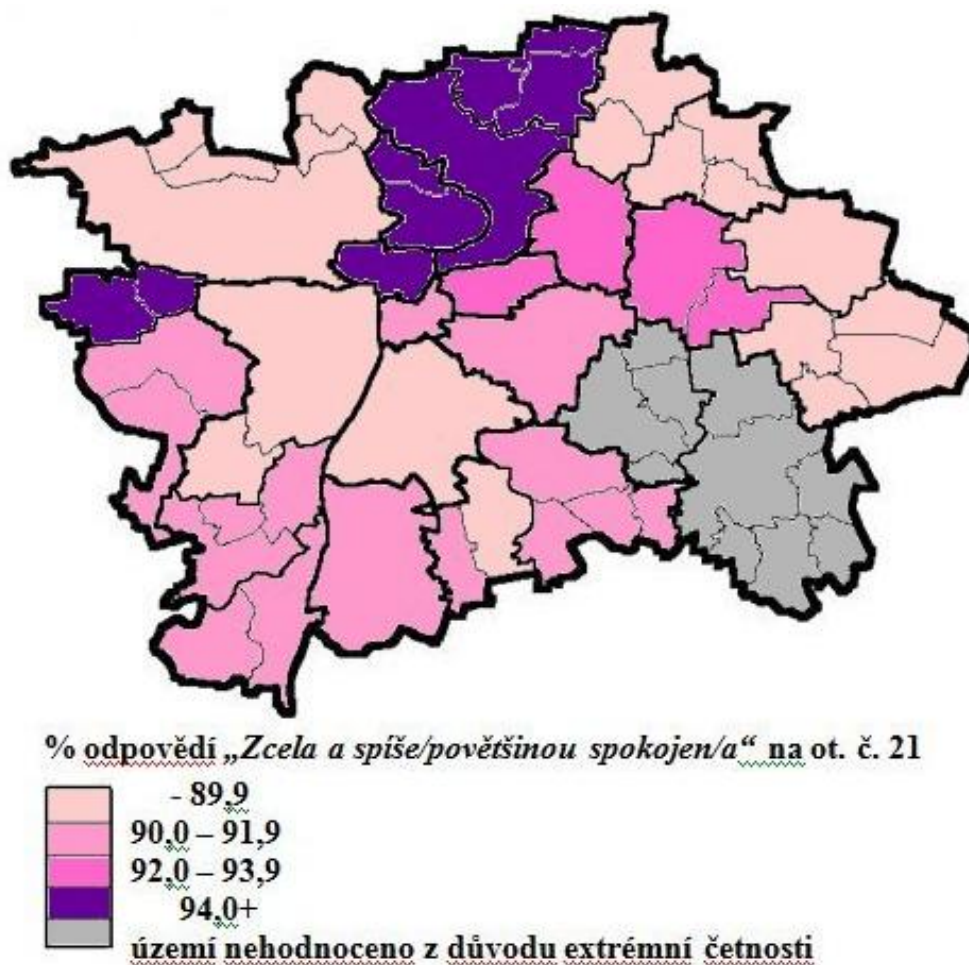 % odpovědí „Zcela a spíše/povětšinou spokojen/a“ na ot. č. 21
- 89,9
90,0 – 91,9
92,0 – 93,9
94,0+
území nehodnoceno z důvodu extrémní četnosti